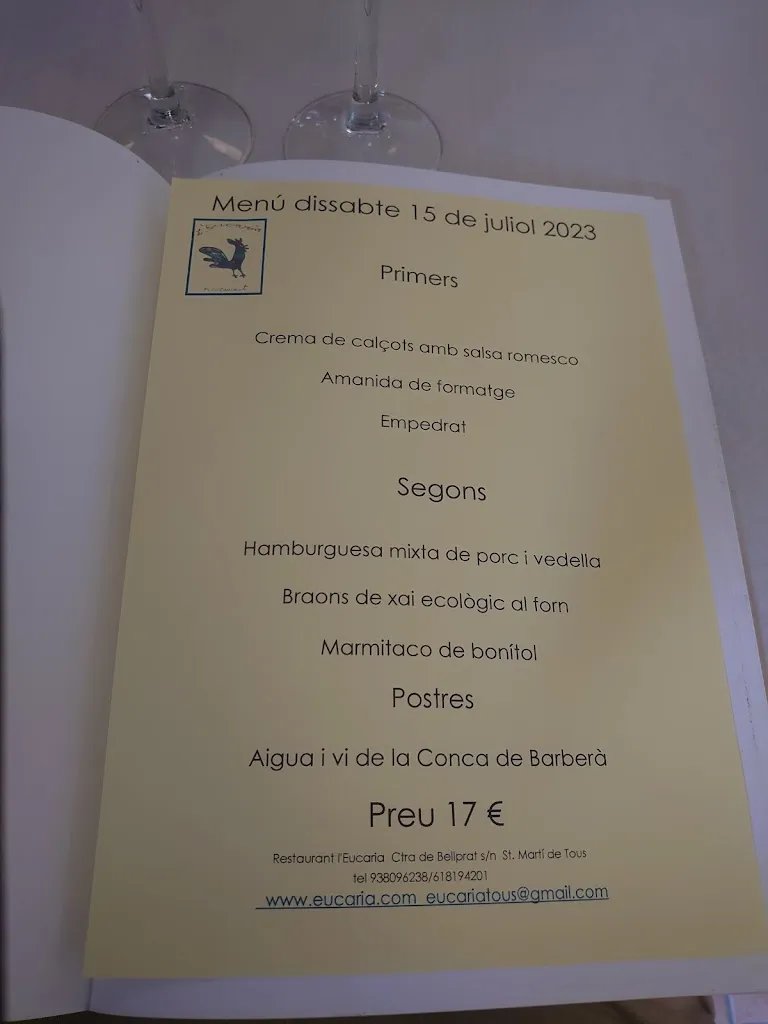 Menú dissabte 15 de juliol 2023
Primers
Crema de calçots amb salsa romesco
Amanida de formatge
Empedrat
Segons
Hamburguesa mixta de porc i vedella
Braons de xai ecològic al forn
Marmitaco de bonítol
Postres
Aigua i vi de la Conca de Barberà
Preu 17 €
Restaurant l'Eucaria Ctra de Bellprat s/n St. Martí de Tous
tel 938096238/618194201
www.eucaria.com eucariatous@gmail.com